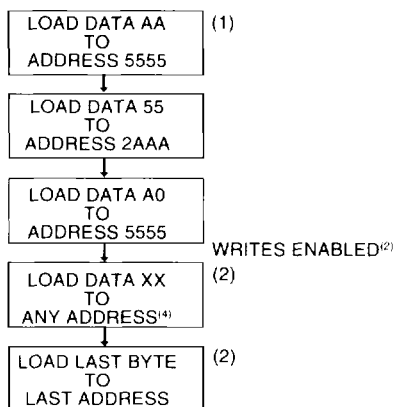 LOAD DATA AA (1)
TO
ADDRESS 5555
LOAD DATA 55
TO
ADDRESS 2AAA
LOAD DATA A0
TO
ADDRESS 5555
WRITES ENABLED(2)
LOAD DATA XX (2)
TO
ANY ADDRESS(4)
LOAD LAST BYTE (2)
TO
LAST ADDRESS